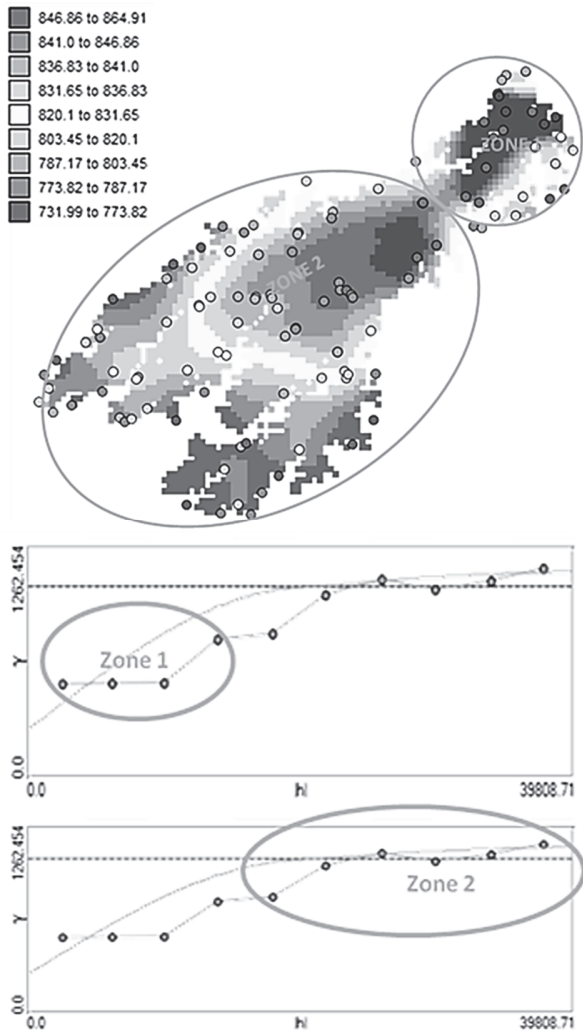 846.86 to 864.91
841.0 to 846.86
836.83 to 841.0
831.65 to 836.83
820.1 to 831.65
803.45 to 820.1
787.17 to 803.45
773.82 to 787.17
731.99 to 773.82
ZONE
ZONE 2
1262.454
γ
0.0
Zone 1
0.0
|h|
39808.71
1262.454
γ
0.0
Zone 2
0.0
|h|
39808.71